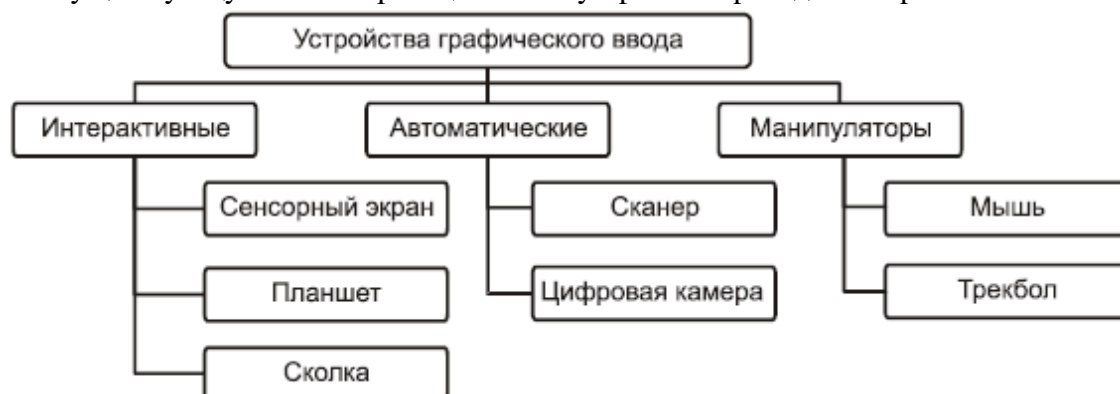 Устройства графического ввода
Интерактивные
Автоматические
Манипуляторы
Сенсорный экран
Сканер
Мышь
Планшет
Цифровая камера
Трекбол
Сколка